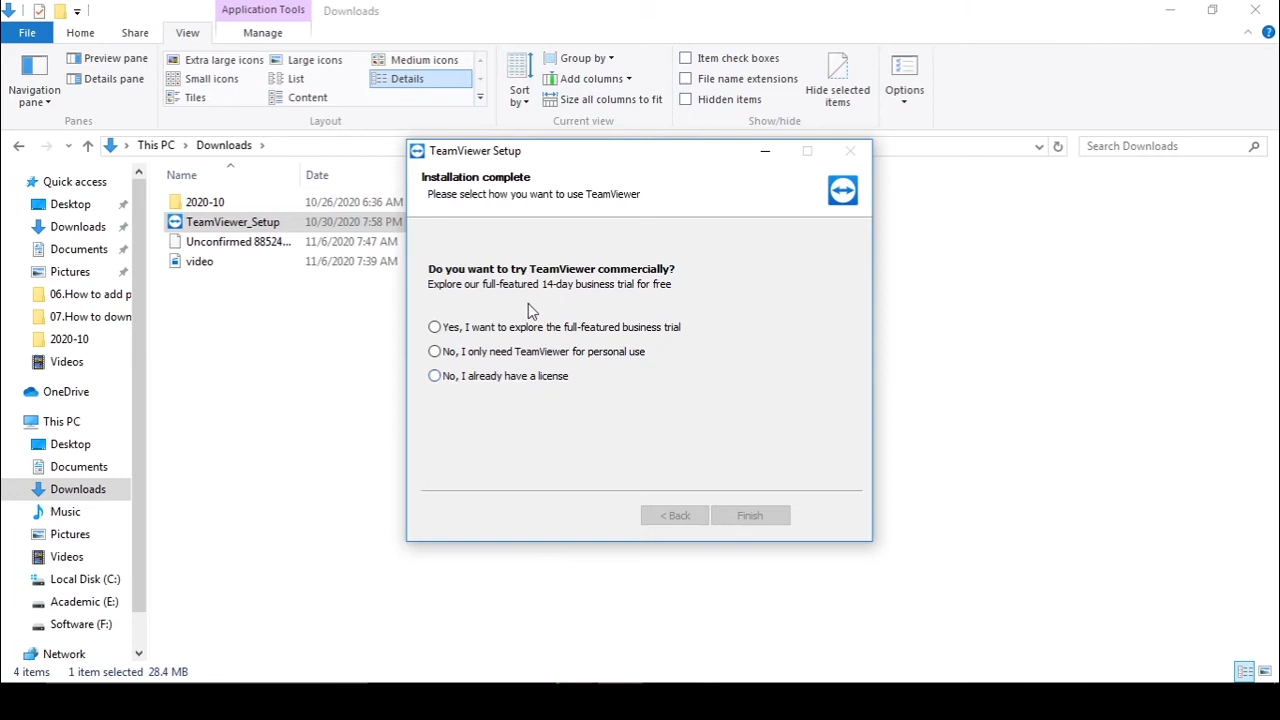 Application Tools
Downloads
File
Home
Share
View
Manage
Navigation pane
Preview pane
Details pane
Panes
Extra large icons
Large icons
Medium icons
Small icons
List
Details
Tiles
Content
Layout
Sort by
Group by
Add columns
Size all columns to fit
Current view
Item check boxes
File name extensions
Hidden items
Hide selected items
Show/hide
Options
This PC
Downloads
Search Downloads
Quick access
Desktop
Downloads
Documents
Pictures
06.How to add p
07.How to down
2020-10
Videos
OneDrive
This PC
Desktop
Documents
Downloads
Music
Pictures
Videos
Local Disk (C:)
Academic (E:)
Software (F:)
Network
Name
Date
2020-10
10/26/2020 6:36 AM
TeamViewer_Setup
10/30/2020 7:58 PM
Unconfirmed 88524...
11/6/2020 7:47 AM
video
11/6/2020 7:39 AM
TeamViewer Setup
Installation complete
Please select how you want to use TeamViewer
Do you want to try TeamViewer commercially?
Explore our full-featured 14-day business trial for free
Yes, I want to explore the full-featured business trial
No, I only need TeamViewer for personal use
No, I already have a license
< Back
Finish
4 items
1 item selected 28.4 MB